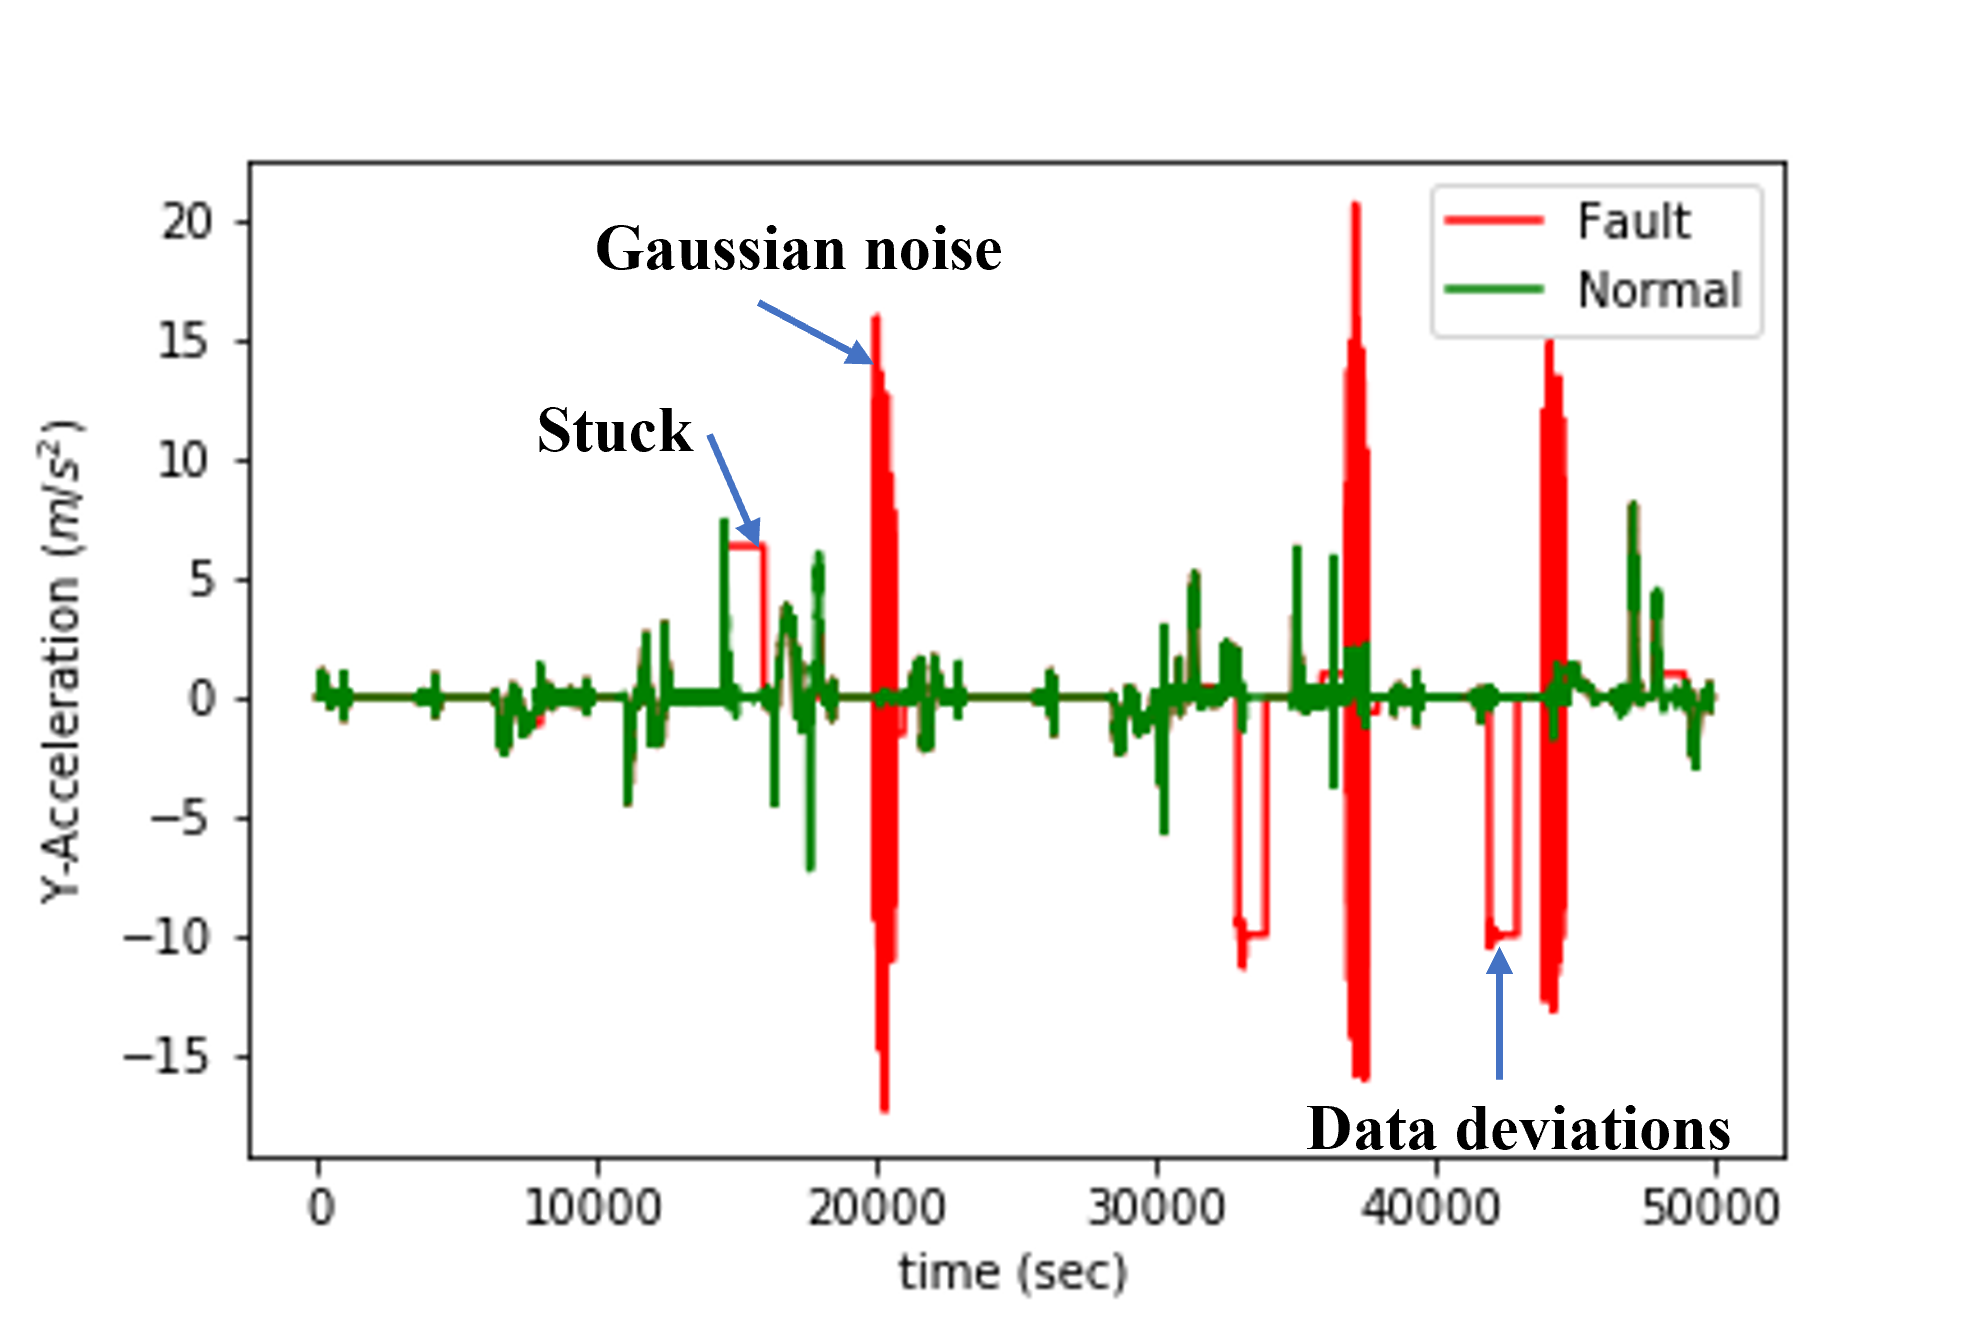 Fault
Normal
Gaussian noise
Stuck
Data deviations
20
15
10
5
0
−5
−10
−15
Y-Acceleration (m/s²)
0 10000 20000 30000 40000 50000
time (sec)